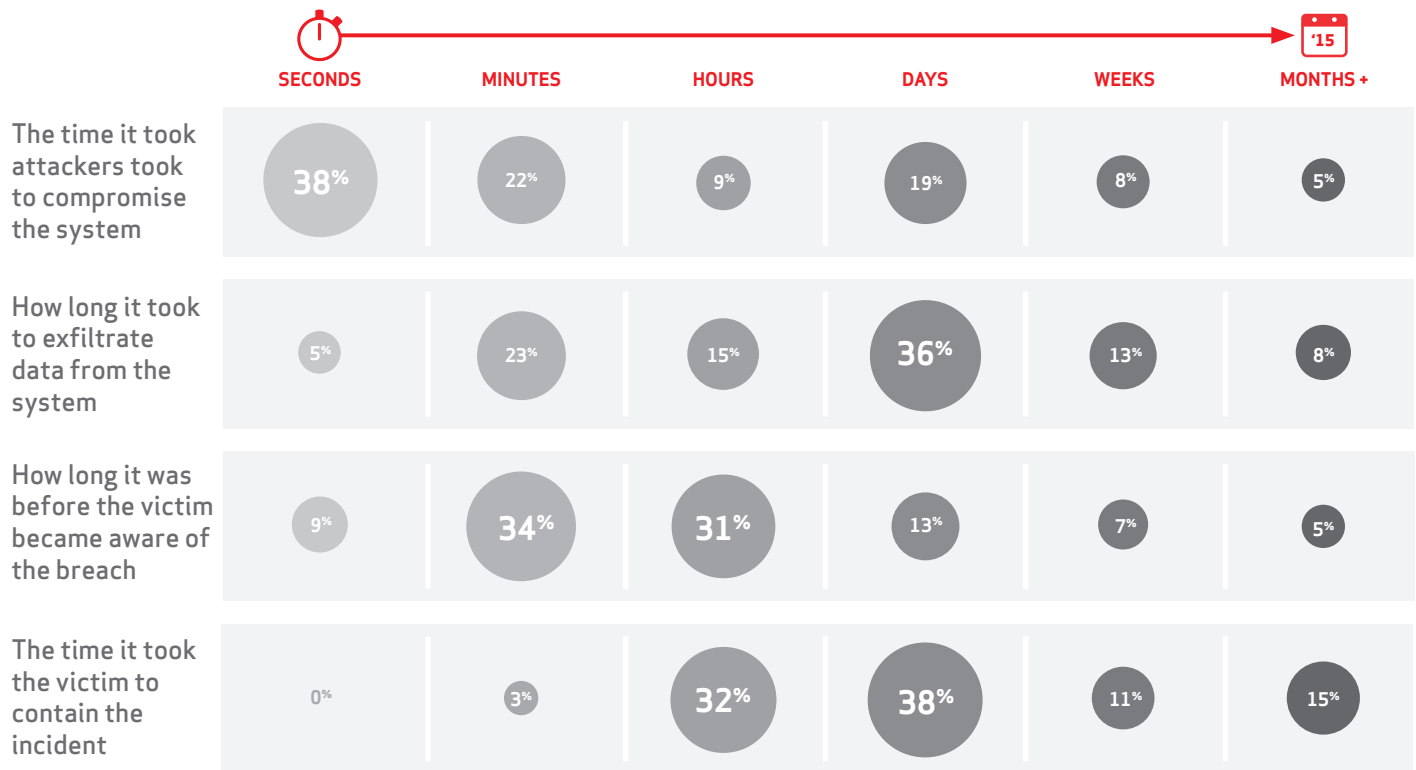 '15
SECONDS MINUTES HOURS DAYS WEEKS MONTHS +
The time it took
attackers took
to compromise
the system
38% 22% 9% 19% 8% 5%
How long it took
to exfiltrate
data from the
system
5% 23% 15% 36% 13% 8%
How long it was
before the victim
became aware of
the breach
9% 34% 31% 13% 7% 5%
The time it took
the victim to
contain the
incident
0% 3% 32% 38% 11% 15%